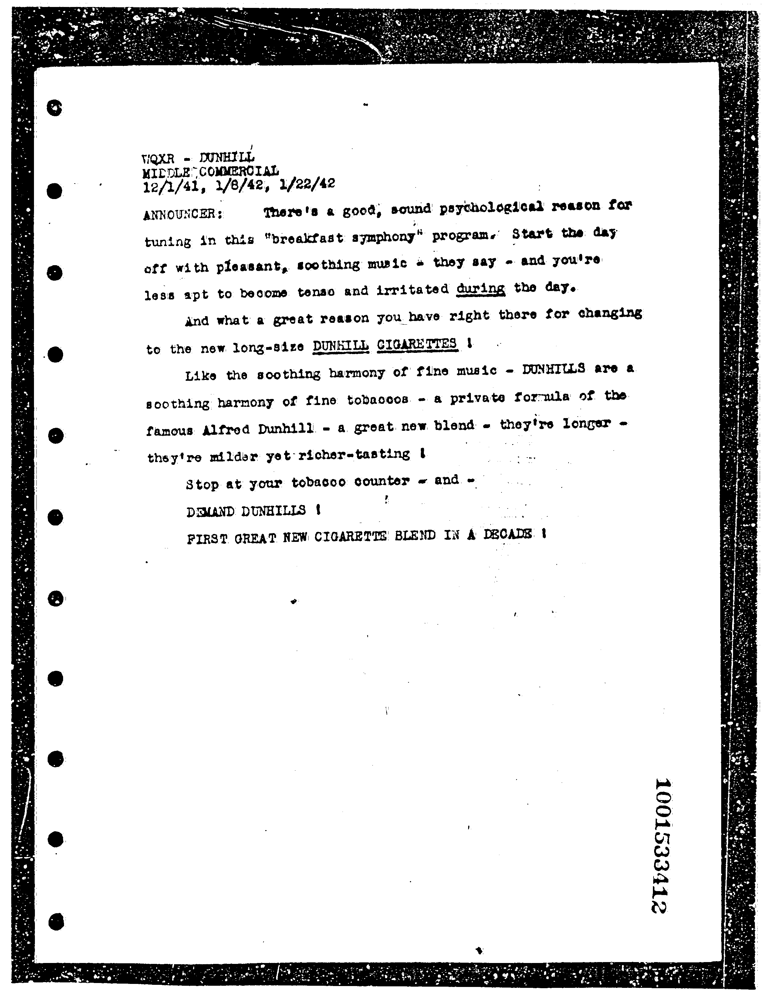 WQXR - DUNHILL
MIDDLE COMMERCIAL
12/1/41, 1/8/42, 1/22/42
ANNOUNCER: There's a good, sound psychological reason for
tuning in this "breakfast symphony" program. Start the day
off with pleasant, soothing music - they say - and you're
less apt to become tense and irritated during the day.
And what a great reason you have right there for changing
to the new long-size DUNHILL CIGARETTES !
Like the soothing harmony of fine music - DUNHILLS are a
soothing harmony of fine tobaccos - a private formula of the
famous Alfred Dunhill - a great new blend - they're longer -
they're milder yet richer-tasting !
Stop at your tobacco counter - and -
DEMAND DUNHILLS !
FIRST GREAT NEW CIGARETTE BLEND IN A DECADE !
1001533412